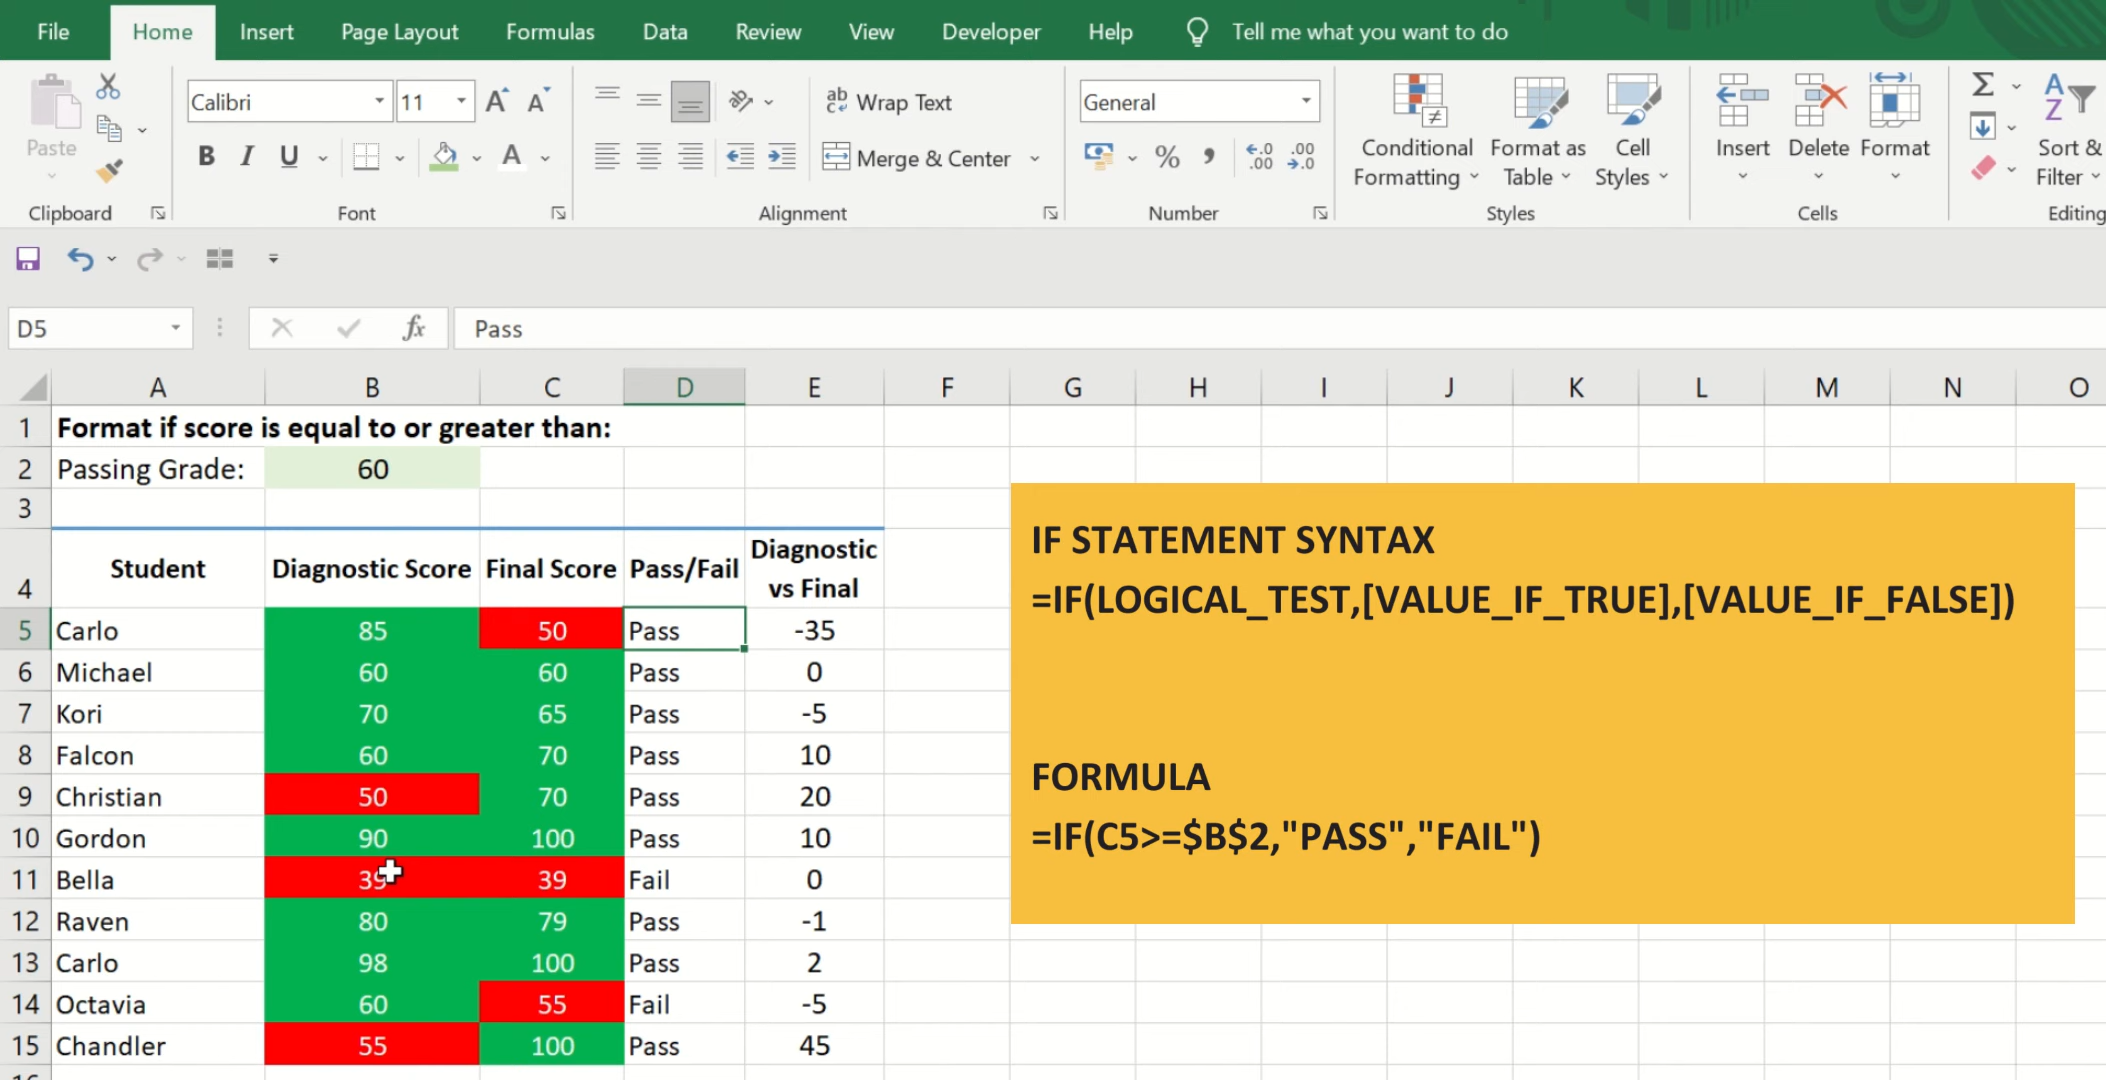 File Home Insert Page Layout Formulas Data Review View Developer Help Tell me what you want to do
Calibri 11 A A ab Wrap Text General
Paste
B I U A Merge & Center % , .0 .00 .00 .0
Conditional Formatting Format as Table Cell Styles Insert Delete Format Σ A Z Sort & Filter
Clipboard Font Alignment Number Styles Cells Editing
D5 fx Pass
A B C D E F G H I J K L M N O
1 Format if score is equal to or greater than:
2 Passing Grade: 60
3
4 Student Diagnostic Score Final Score Pass/Fail Diagnostic vs Final
5 Carlo 85 50 Pass -35
6 Michael 60 60 Pass 0
7 Kori 70 65 Pass -5
8 Falcon 60 70 Pass 10
9 Christian 50 70 Pass 20
10 Gordon 90 100 Pass 10
11 Bella 39 39 Fail 0
12 Raven 80 79 Pass -1
13 Carlo 98 100 Pass 2
14 Octavia 60 55 Fail -5
15 Chandler 55 100 Pass 45
IF STATEMENT SYNTAX
=IF(LOGICAL_TEST,[VALUE_IF_TRUE],[VALUE_IF_FALSE])
FORMULA
=IF(C5>=$B$2,"PASS","FAIL")